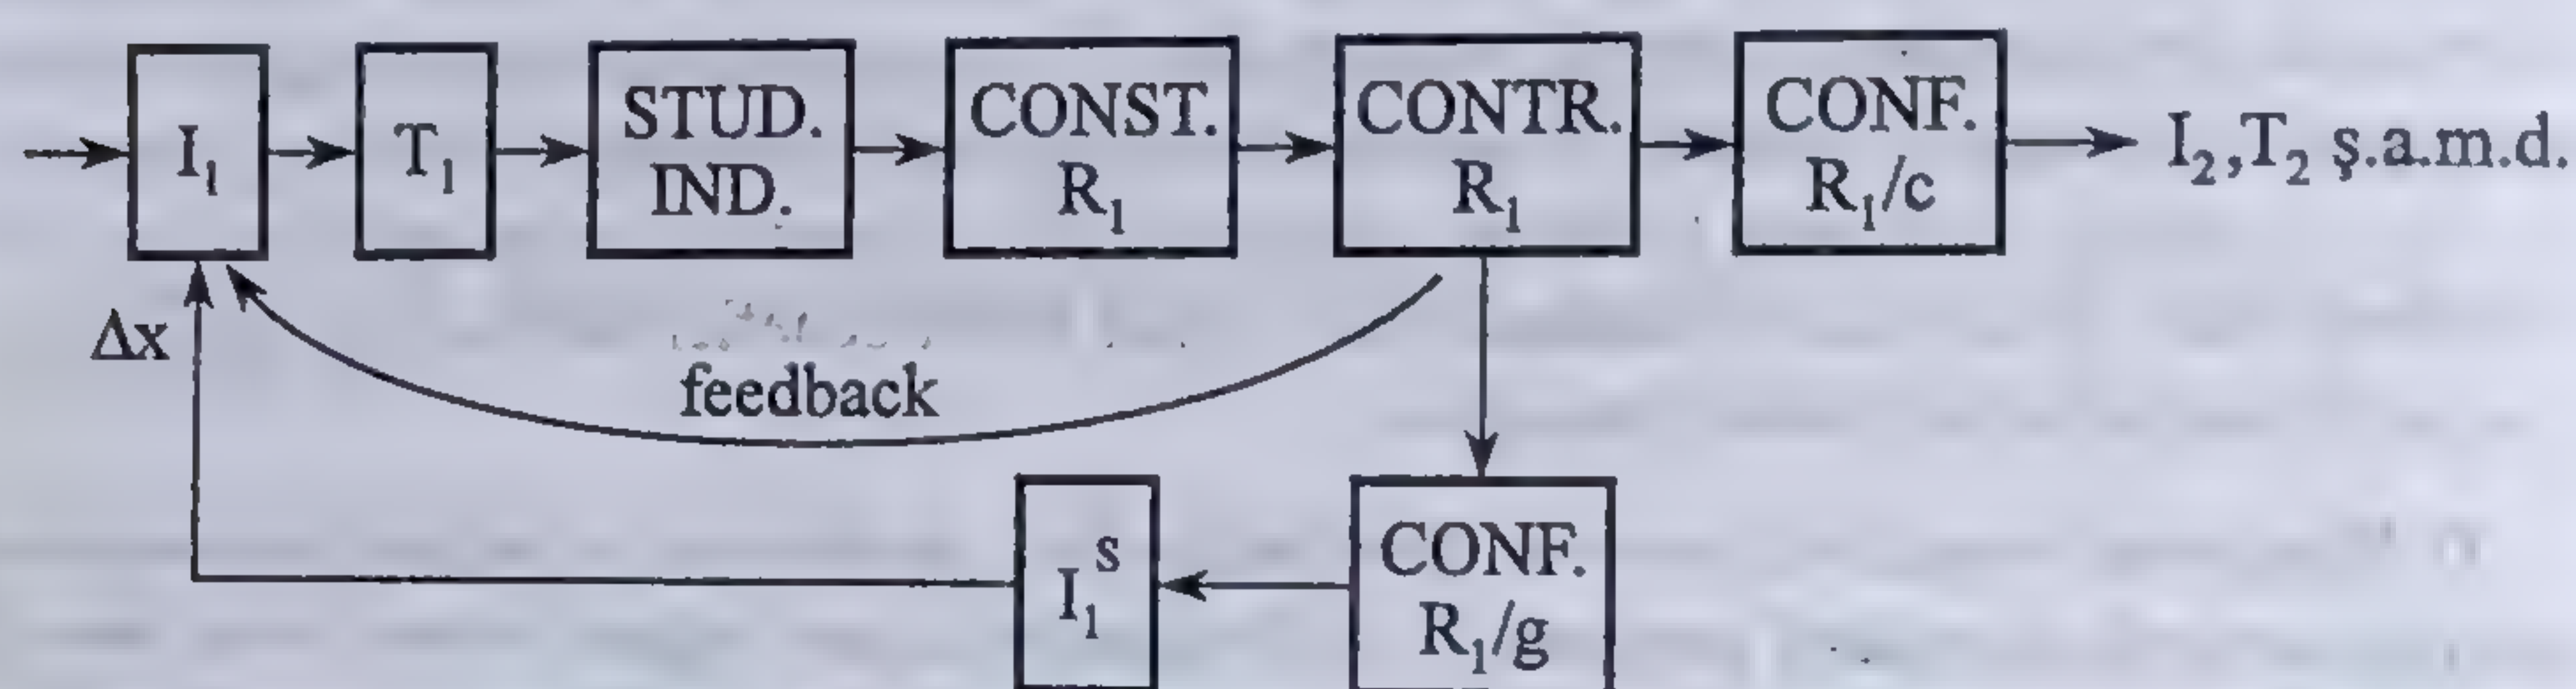 I₁
T₁
STUD.
IND.
CONST.
R₁
CONTR.
R₁
CONF.
R₁/c
I₂,T₂ ş.a.m.d.
Δx
feedback
I₁ˢ
CONF.
R₁/g